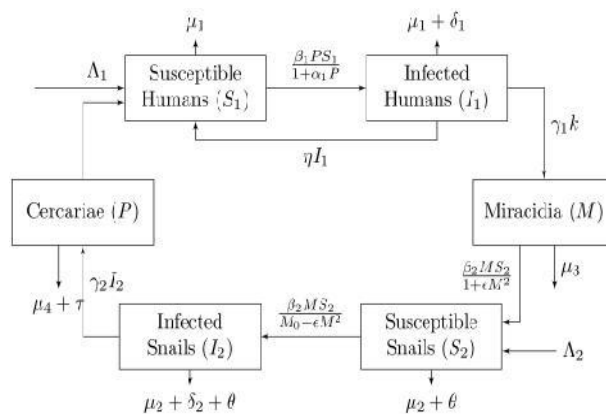 μ₁
μ₁ + δ₁
Λ₁
Susceptible
Humans (S₁)
β₁PS₁
1+α₁P
Infected
Humans (I₁)
ηI₁
γ₁k
Cercariae (P)
Miracidia (M)
μ₄ + τ
γ₂I₂
β₂MS₂
1+ϵM²
μ₃
Infected
Snails (I₂)
β₂MS₂
M₀−ϵM²
Susceptible
Snails (S₂)
Λ₂
μ₂ + δ₂ + θ
μ₂ + θ